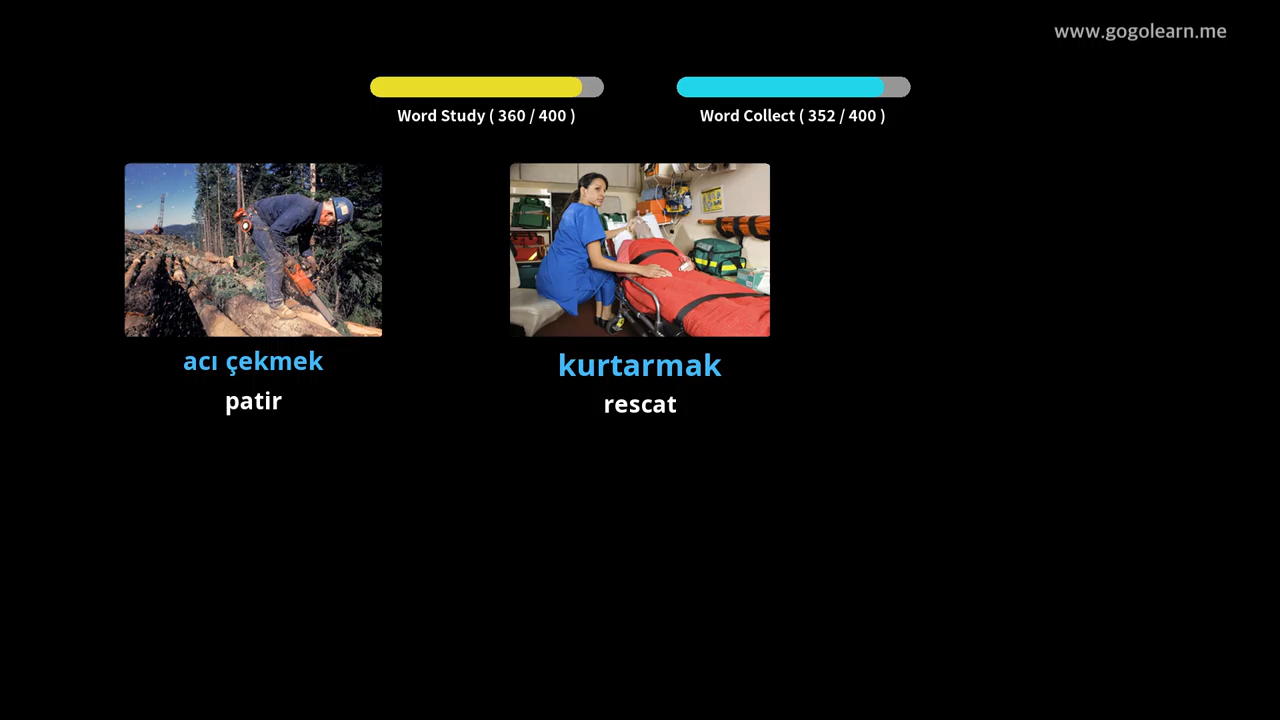 www.gogolearn.me
Word Study ( 360 / 400 )
Word Collect ( 352 / 400 )
acı çekmek
patir
kurtarmak
rescat